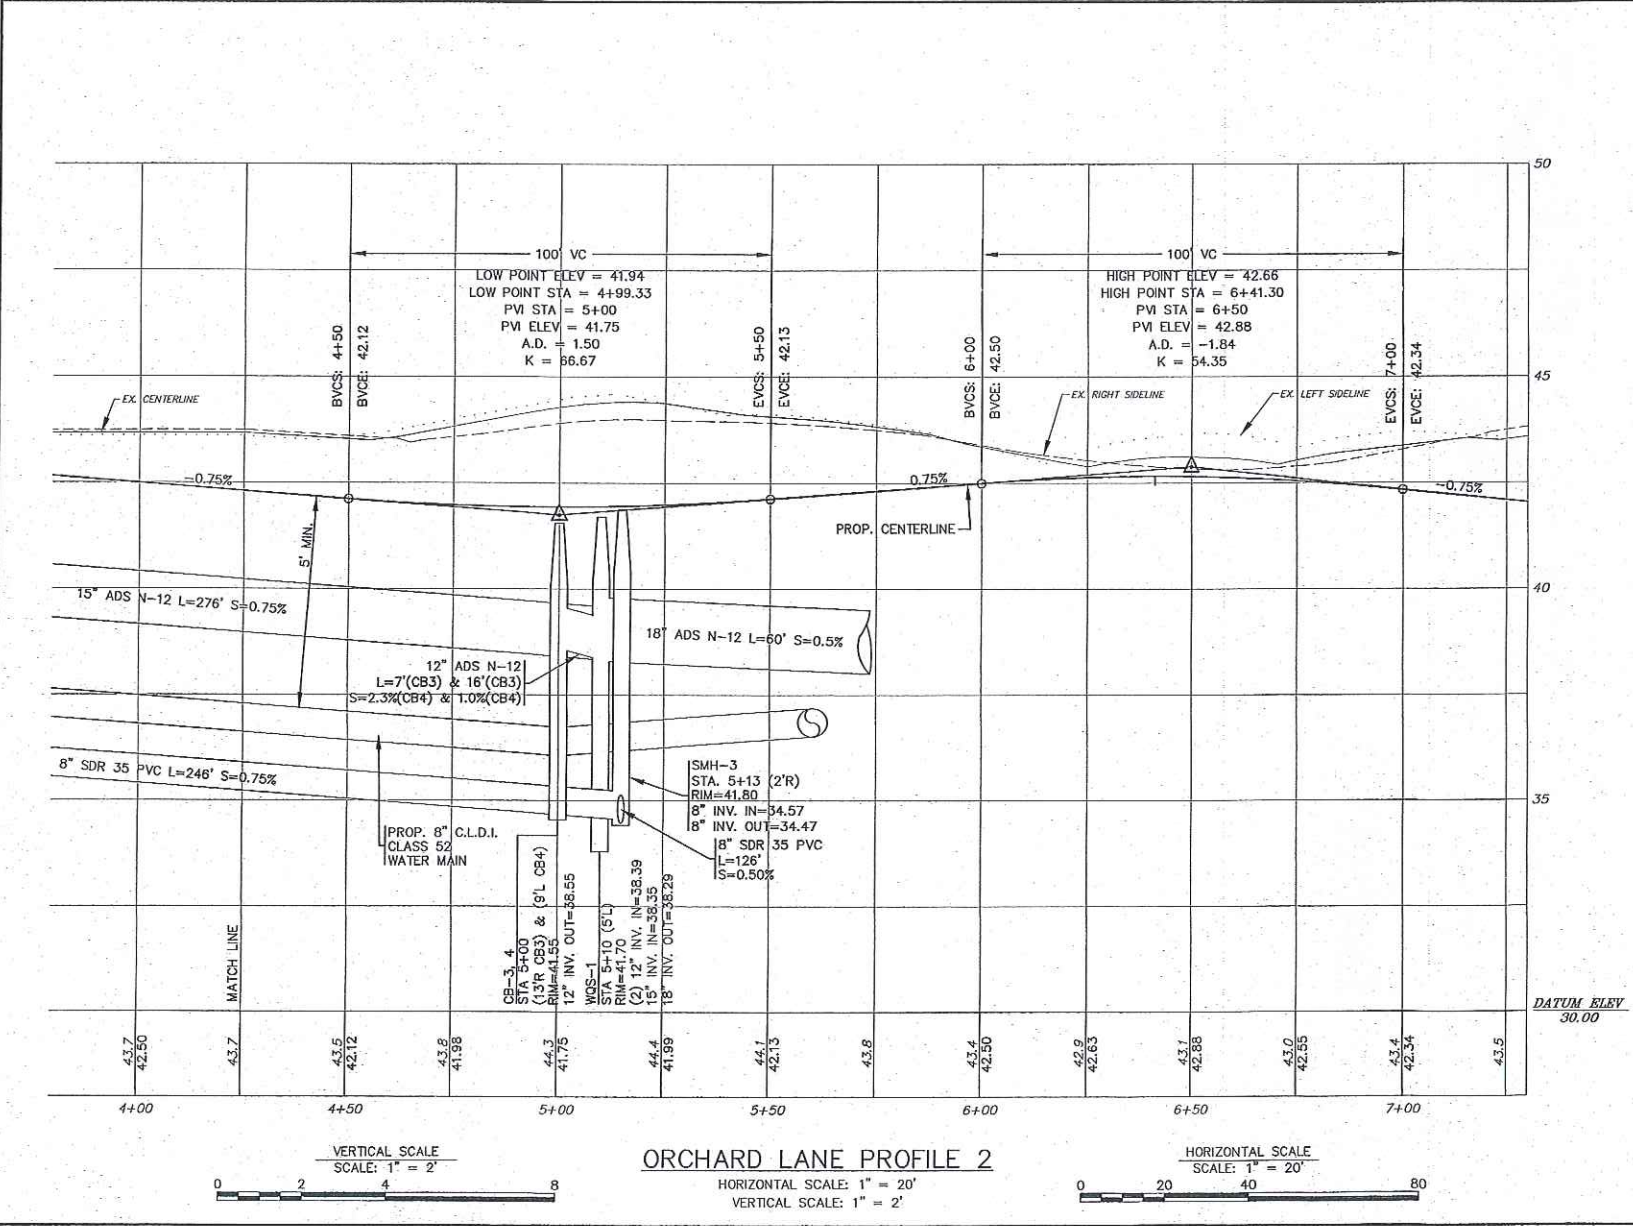 50
100' VC
LOW POINT ELEV = 41.94
LOW POINT STA = 4+99.33
PVI STA = 5+00
PVI ELEV = 41.75
A.D. = 1.50
K = 66.67
100' VC
HIGH POINT ELEV = 42.66
HIGH POINT STA = 6+41.30
PVI STA = 6+50
PVI ELEV = 42.88
A.D. = -1.84
K = 54.35
BVCS: 4+50
BVCE: 42.12
EVCS: 5+50
EVCE: 42.13
BVCS: 6+00
BVCE: 42.50
EVCS: 7+00
EVCE: 42.34
45
EX. CENTERLINE
EX. RIGHT SIDELINE
EX. LEFT SIDELINE
-0.75%
0.75%
-0.75%
PROP. CENTERLINE
5' MIN.
40
15" ADS N-12 L=276' S=0.75%
18" ADS N-12 L=60' S=0.5%
12" ADS N-12
L=7'(CB3) & 16'(CB3)
S=2.3%(CB4) & 1.0%(CB4)
8" SDR 35 PVC L=246' S=0.75%
SMH-3
STA. 5+13 (2'R)
RIM=41.80
8" INV. IN=34.57
8" INV. OUT=34.47
35
PROP. 8" C.L.D.I.
CLASS 52
WATER MAIN
8" SDR 35 PVC
L=126'
S=0.50%
MATCH LINE
CB-3, 4
STA 5+00
(13'R CB3) & (9'L CB4)
RIM=41.55
12" INV. OUT=38.55
WQS-1
STA 5+10 (5'L)
RIM=41.70
(2) 12" INV. IN=38.39
15" INV. IN=38.35
18" INV. OUT=38.29
DATUM ELEV
30.00
43.7
42.50
43.7
43.5
42.12
43.8
41.98
44.3
41.75
44.4
41.99
44.1
42.13
43.8
43.4
42.50
42.9
42.63
43.1
42.88
43.0
42.55
43.4
42.34
43.5
4+00 4+50 5+00 5+50 6+00 6+50 7+00
VERTICAL SCALE
SCALE: 1" = 2'
0 2 4 8
ORCHARD LANE PROFILE 2
HORIZONTAL SCALE: 1" = 20'
VERTICAL SCALE: 1" = 2'
HORIZONTAL SCALE
SCALE: 1" = 20'
0 20 40 80